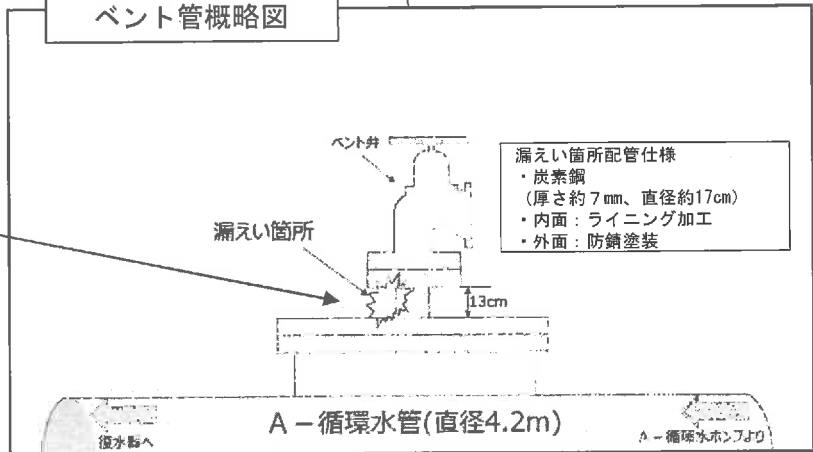 ベント管概略図
ベント弁
漏えい箇所配管仕様
・炭素鋼
(厚さ約7mm、直径約17cm)
・内面：ライニング加工
・外面：防錆塗装
漏えい箇所
13cm
A－循環水管(直径4.2m)
復水器へ
A－循環水ポンプより